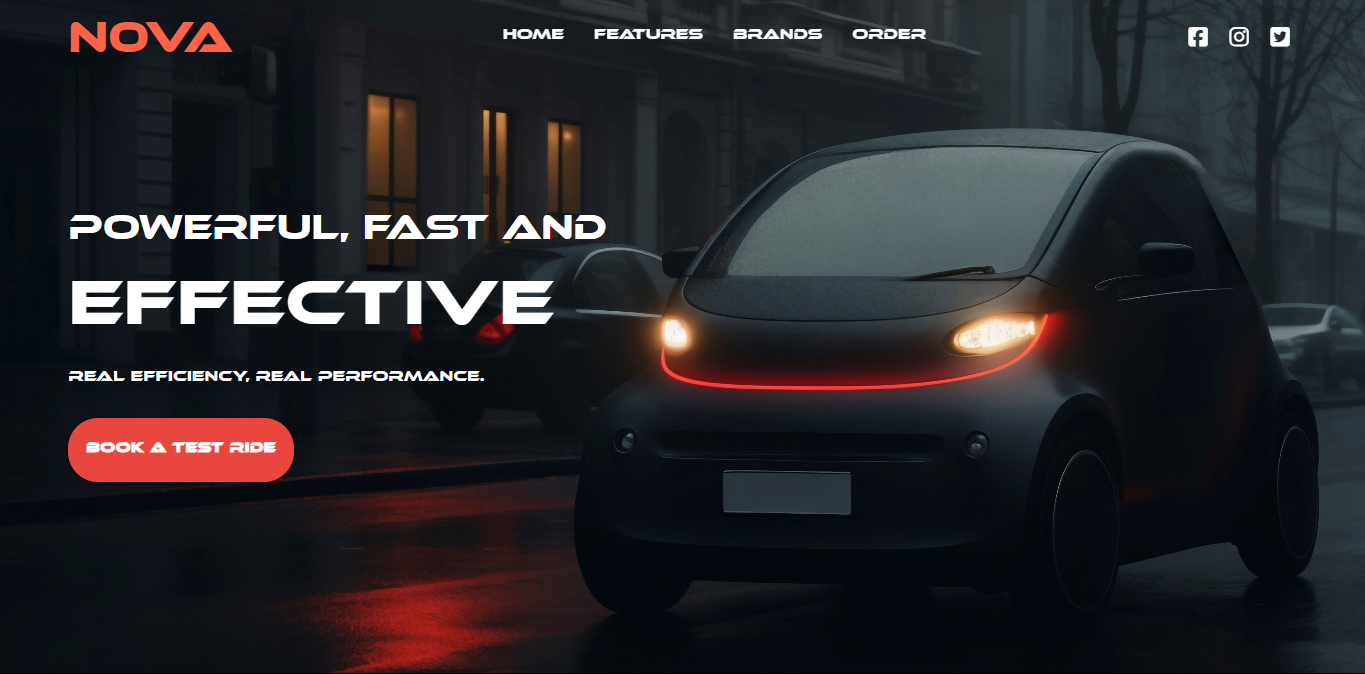 NOVA
HOME FEATURES BRANDS ORDER
POWERFUL, FAST AND
EFFECTIVE
REAL EFFICIENCY, REAL PERFORMANCE.
BOOK A TEST RIDE